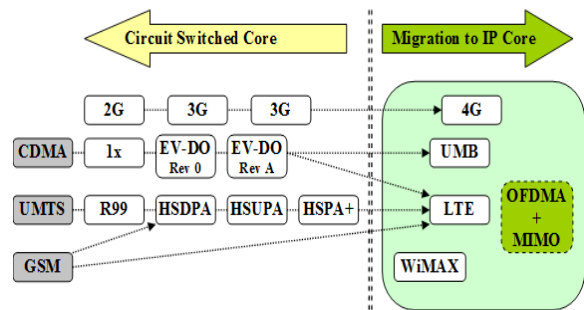 Circuit Switched Core
Migration to IP Core
2G
3G
3G
4G
CDMA
1x
EV-DO
Rev 0
EV-DO
Rev A
UMB
UMTS
R99
HSDPA
HSUPA
HSPA+
LTE
OFDMA
+
MIMO
GSM
WiMAX